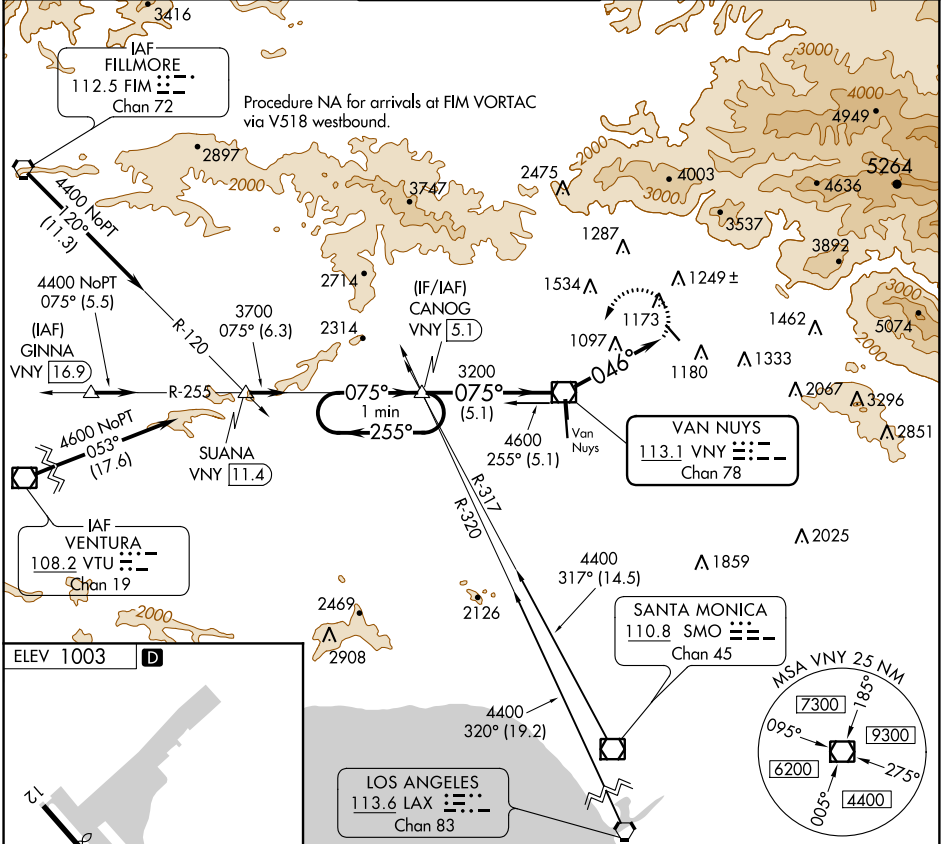 3416
IAF
FILLMORE
112.5 FIM
Chan 72
Procedure NA for arrivals at FIM VORTAC
via V518 westbound.
3000
4000
4949
2897
2000
3747
2475
2000
4003
3000
4636
5264
3537
3892
4400 NoPT
120°
(11.3)
1287
2714
1534
1249 ±
3000
5074
4400 NoPT
075° (5.5)
3700
075° (6.3)
(IF/IAF)
CANOG
VNY 5.1
1173
1462
R-120
2314
1097
1180
1333
(IAF)
GINNA
VNY 16.9
3200
046°
R-255
075°
075°
1 min
(5.1)
255°
2067
3296
2851
4600 NoPT
053°
(17.6)
SUANA
VNY 11.4
4600
255° (5.1)
Van
Nuys
VAN NUYS
113.1 VNY
Chan 78
IAF
VENTURA
108.2 VTU
Chan 19
R-317
R-320
2025
1859
4400
317° (14.5)
2000
2469
2126
2908
SANTA MONICA
110.8 SMO
Chan 45
ELEV 1003 D
4400
320° (19.2)
MSA VNY 25 NM
7300
185°
095°
9300
6200
275°
005°
4400
LOS ANGELES
113.6 LAX
Chan 83
12